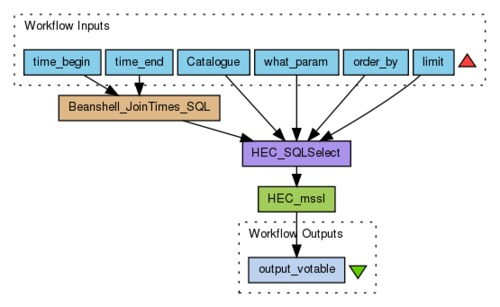 Workflow Inputs
time_begin
time_end
Catalogue
what_param
order_by
limit
Beanshell_JoinTimes_SQL
HEC_SQLSelect
HEC_mssl
Workflow Outputs
output_votable